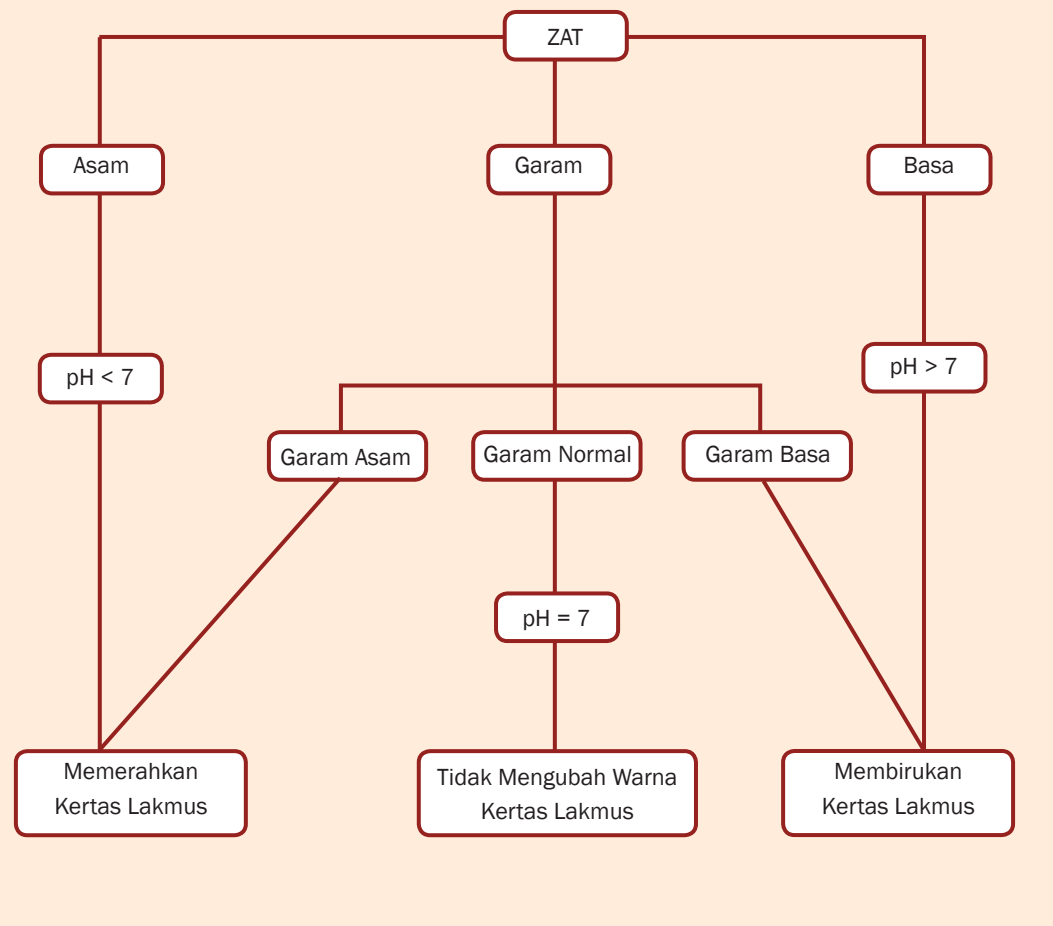 ZAT
Asam
Garam
Basa
pH < 7
pH > 7
Garam Asam
Garam Normal
Garam Basa
pH = 7
Memerahkan
Kertas Lakmus
Tidak Mengubah Warna
Kertas Lakmus
Membirukan
Kertas Lakmus